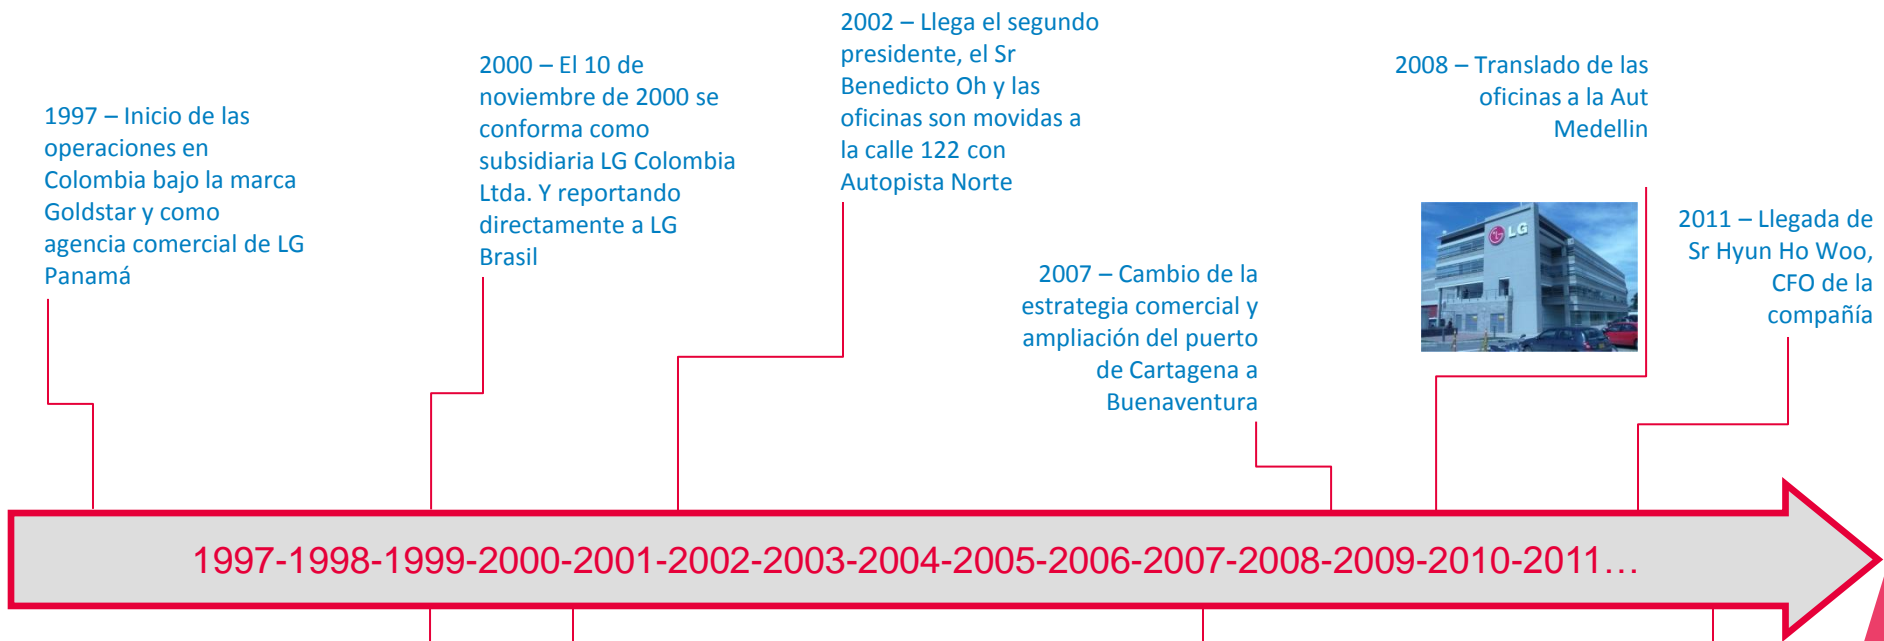 1997 – Inicio de las
operaciones en
Colombia bajo la marca
Goldstar y como
agencia comercial de LG
Panamá
2000 – El 10 de
noviembre de 2000 se
conforma como
subsidiaria LG Colombia
Ltda. Y reportando
directamente a LG
Brasil
2002 – Llega el segundo
presidente, el Sr
Benedicto Oh y las
oficinas son movidas a
la calle 122 con
Autopista Norte
2007 – Cambio de la
estrategia comercial y
ampliación del puerto
de Cartagena a
Buenaventura
2008 – Translado de las
oficinas a la Aut
Medellin
LG
2011 – Llegada de
Sr Hyun Ho Woo,
CFO de la
compañía
1997-1998-1999-2000-2001-2002-2003-2004-2005-2006-2007-2008-2009-2010-2011…